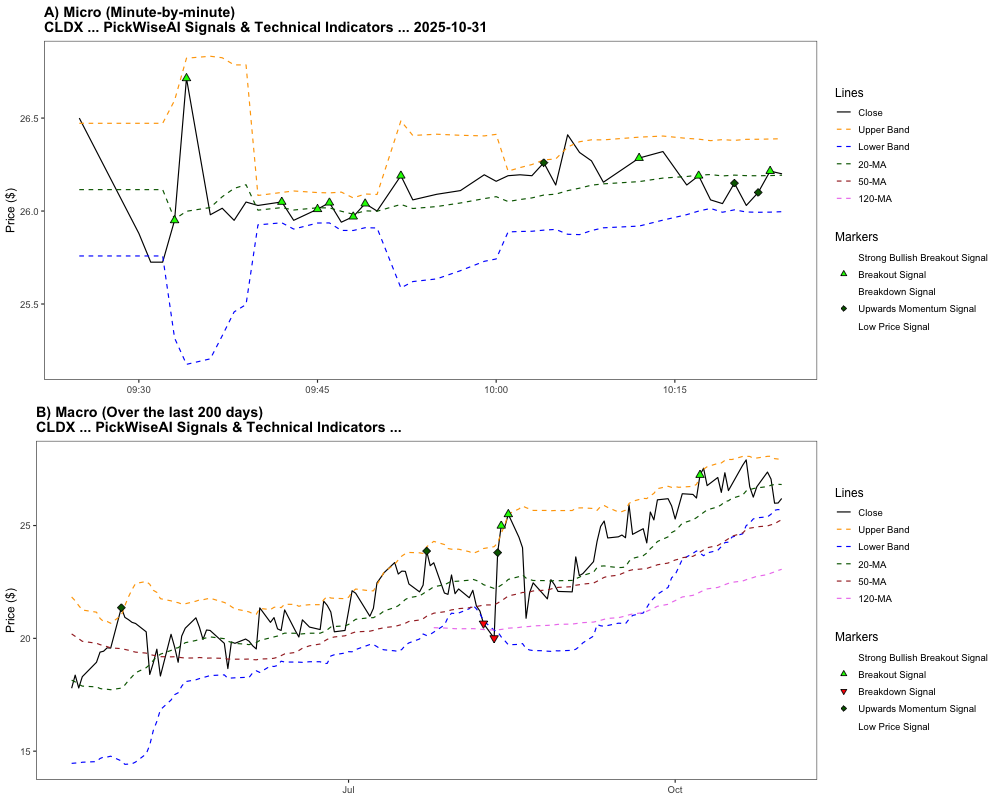 A) Micro (Minute-by-minute)
CLDX ... PickWiseAI Signals & Technical Indicators ... 2025-10-31
Price ($)
26.5
26.0
25.5
09:30
09:45
10:00
10:15
Lines
Close
Upper Band
Lower Band
20-MA
50-MA
120-MA
Markers
Strong Bullish Breakout Signal
Breakout Signal
Breakdown Signal
Upwards Momentum Signal
Low Price Signal
B) Macro (Over the last 200 days)
CLDX ... PickWiseAI Signals & Technical Indicators ...
Price ($)
25
20
15
Jul
Oct
Lines
Close
Upper Band
Lower Band
20-MA
50-MA
120-MA
Markers
Strong Bullish Breakout Signal
Breakout Signal
Breakdown Signal
Upwards Momentum Signal
Low Price Signal